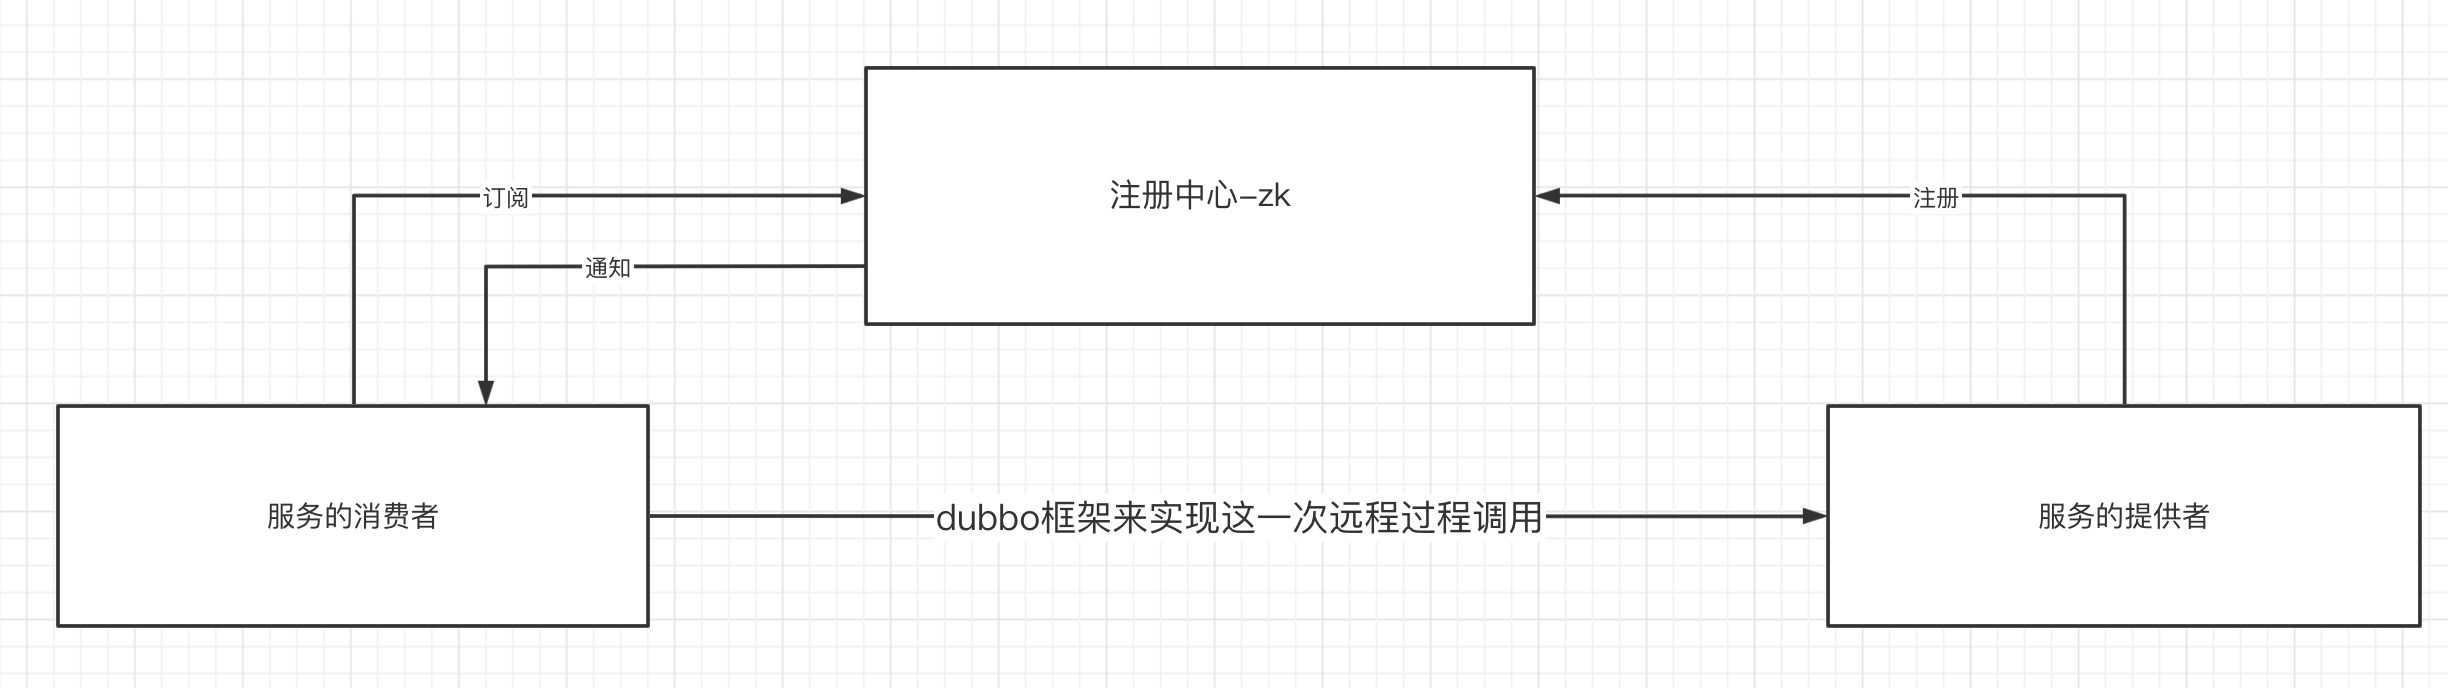 注册中心-zk
订阅
注册
通知
服务的消费者
dubbo框架来实现这一次远程过程调用
服务的提供者